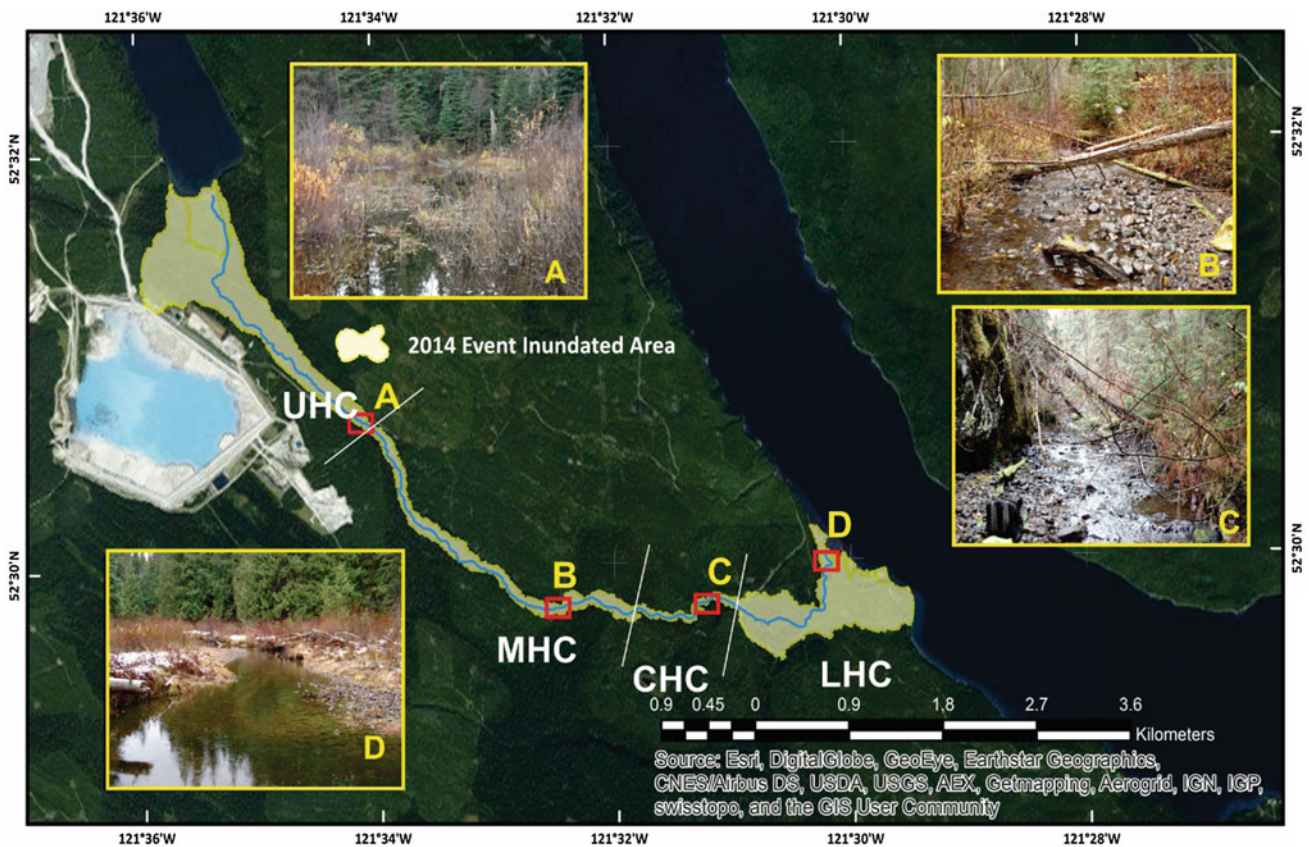 121°36'W 121°34'W 121°32'W 121°30'W 121°28'W
52°32'N
52°32'N
A
B
2014 Event Inundated Area
UHC
A
C
D
B
C
52°30'N
52°30'N
MHC
CHC
LHC
D
0.9 0.45 0 0.9 1.8 2.7 3.6
Kilometers
Source: Esri, DigitalGlobe, GeoEye, Earthstar Geographics,
CNES/Airbus DS, USDA, USGS, AEX, Getmapping, Aerogrid, IGN, IGP,
swisstopo, and the GIS User Community
121°36'W 121°34'W 121°32'W 121°30'W 121°28'W